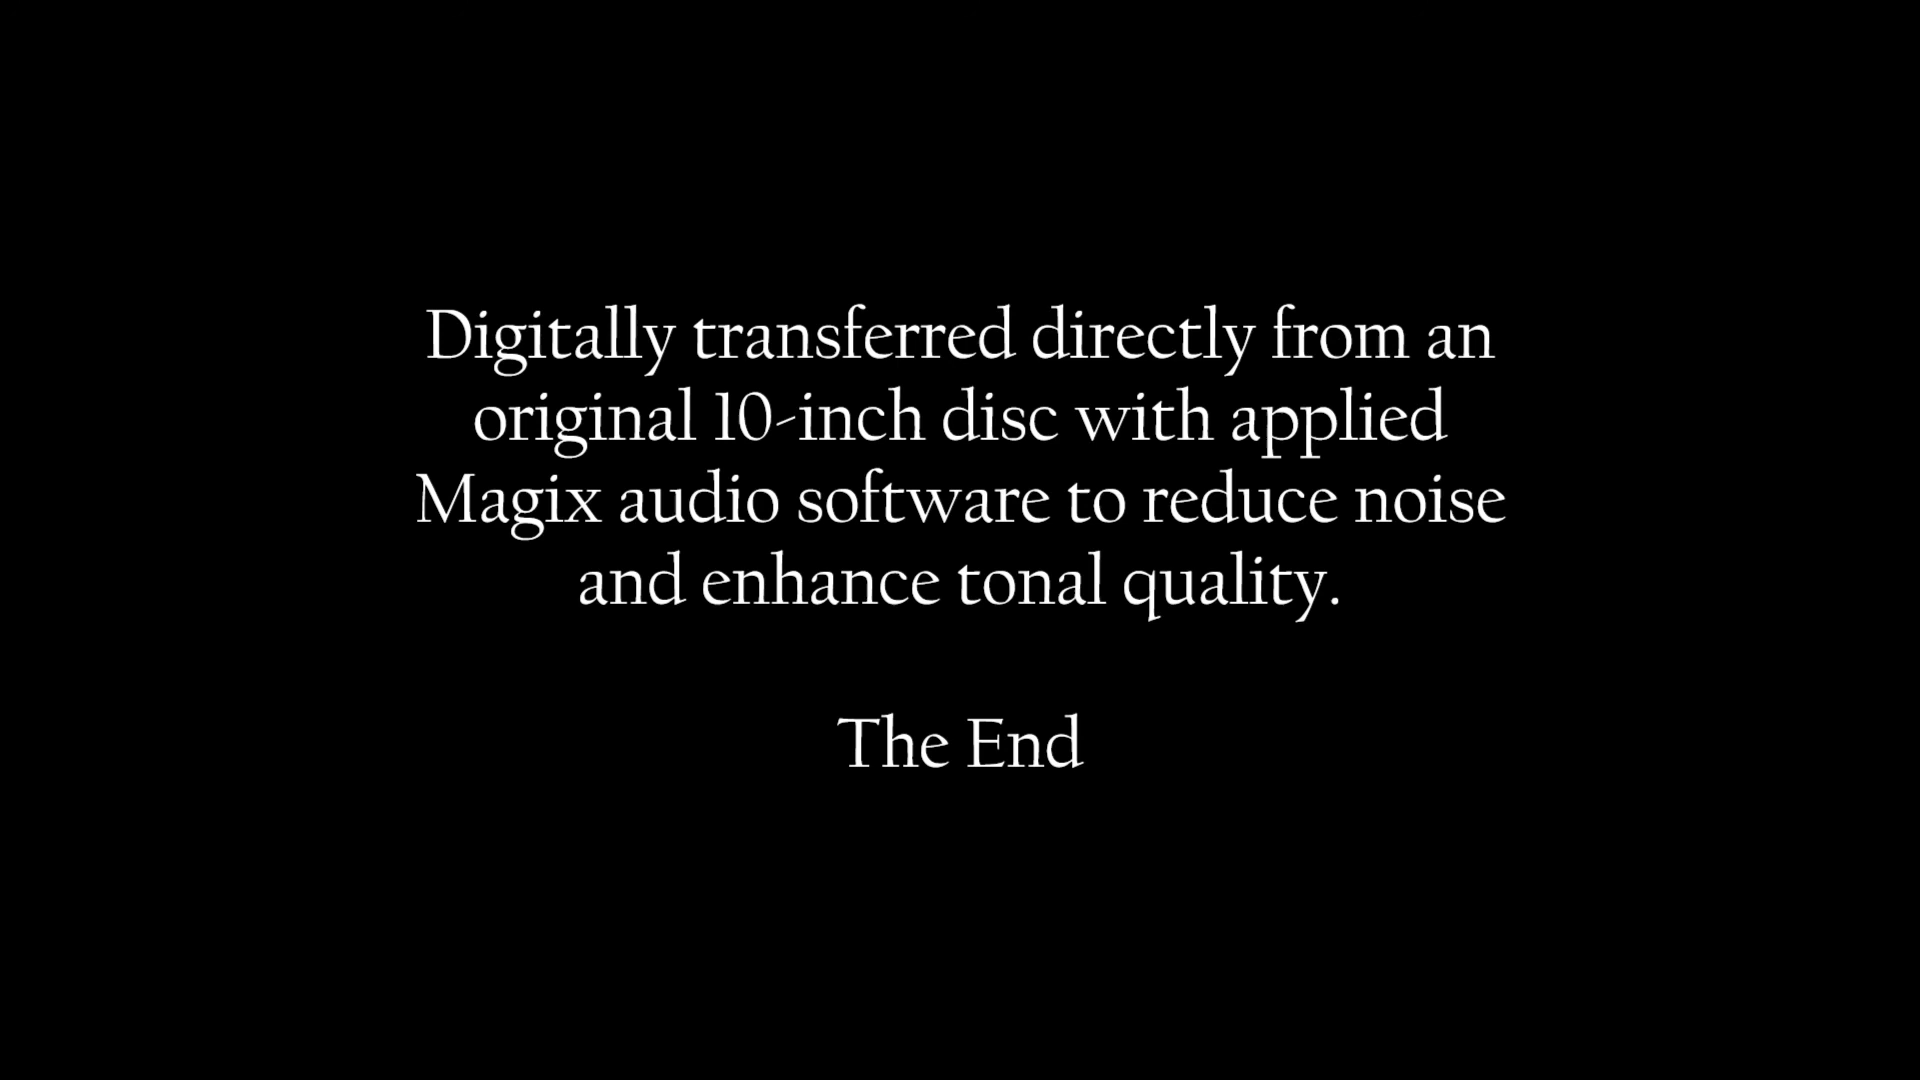 Digitally transferred directly from an
original 10-inch disc with applied
Magix audio software to reduce noise
and enhance tonal quality.
The End